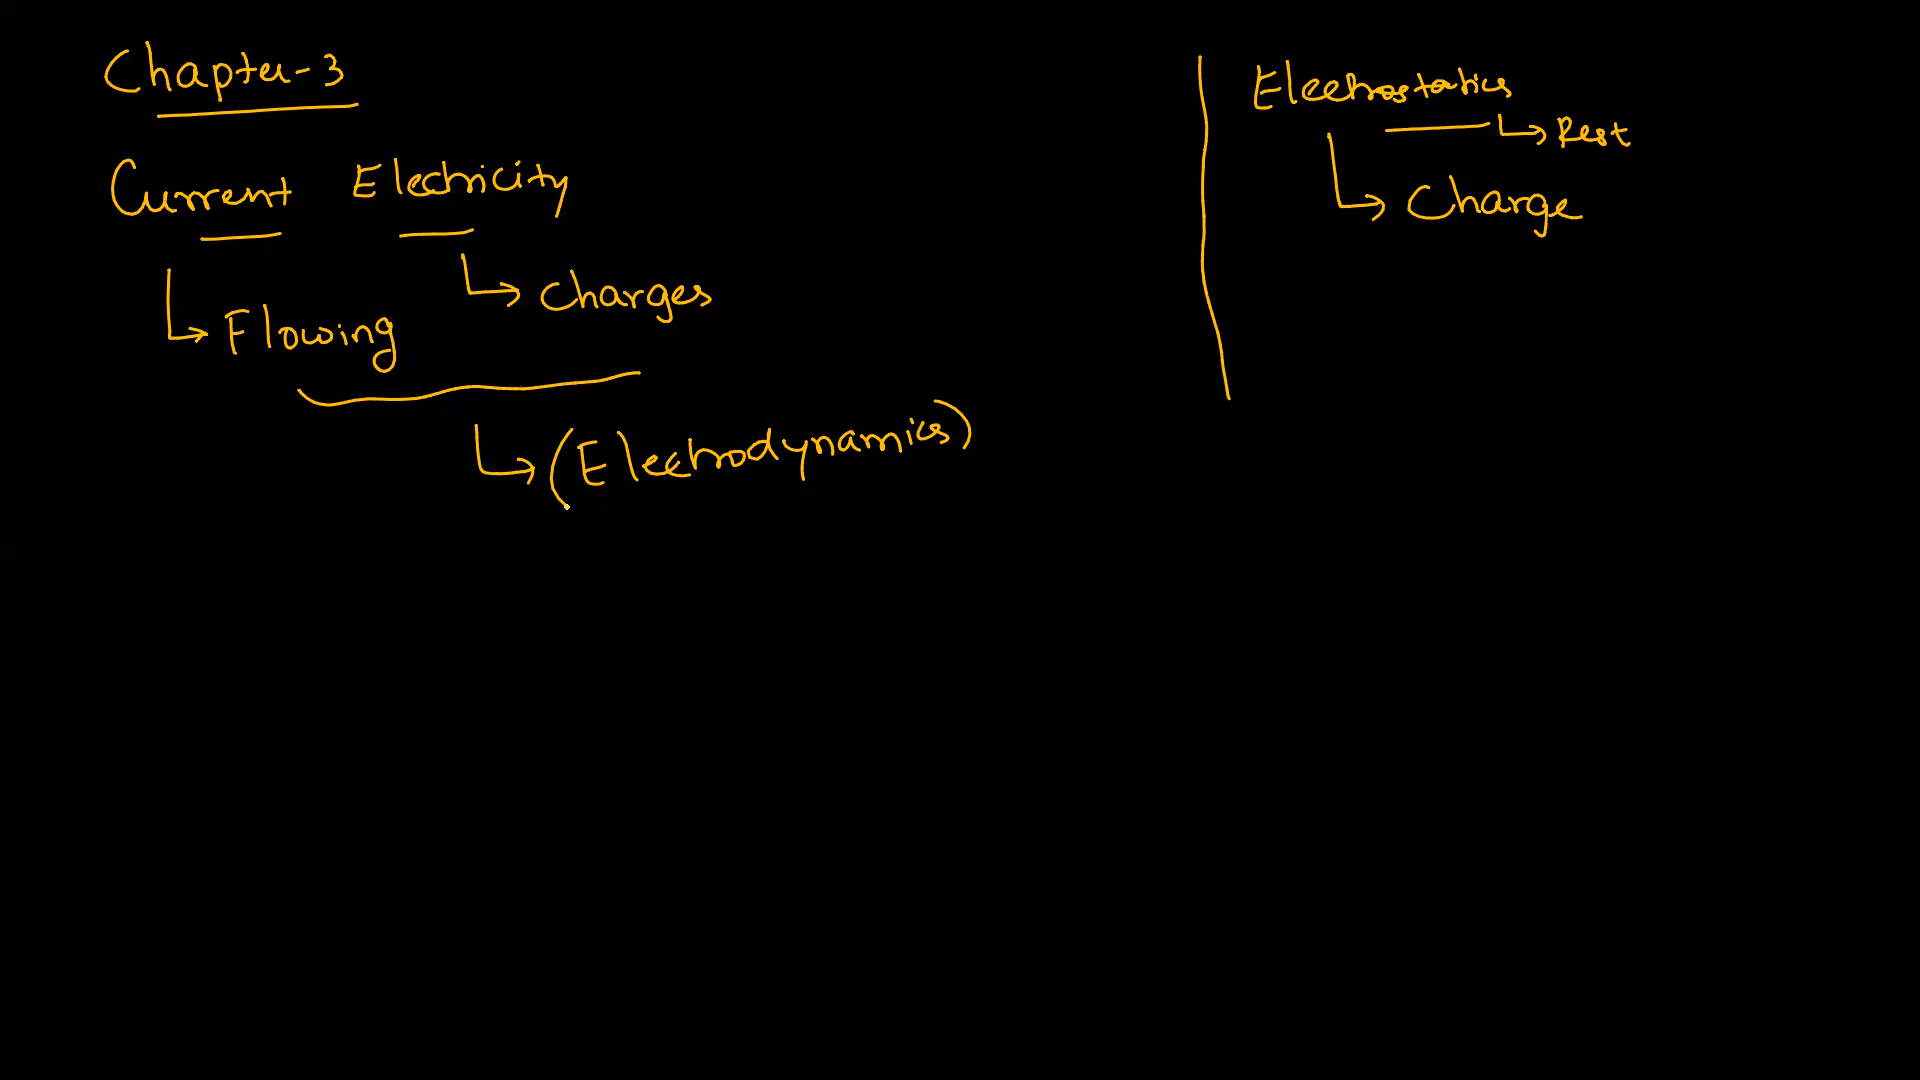 Chapter-3
Current Electricity
↳ Charges
↳ Flowing
↳ (Electrodynamics)
Electrostatics
↳ Rest
↳ Charge